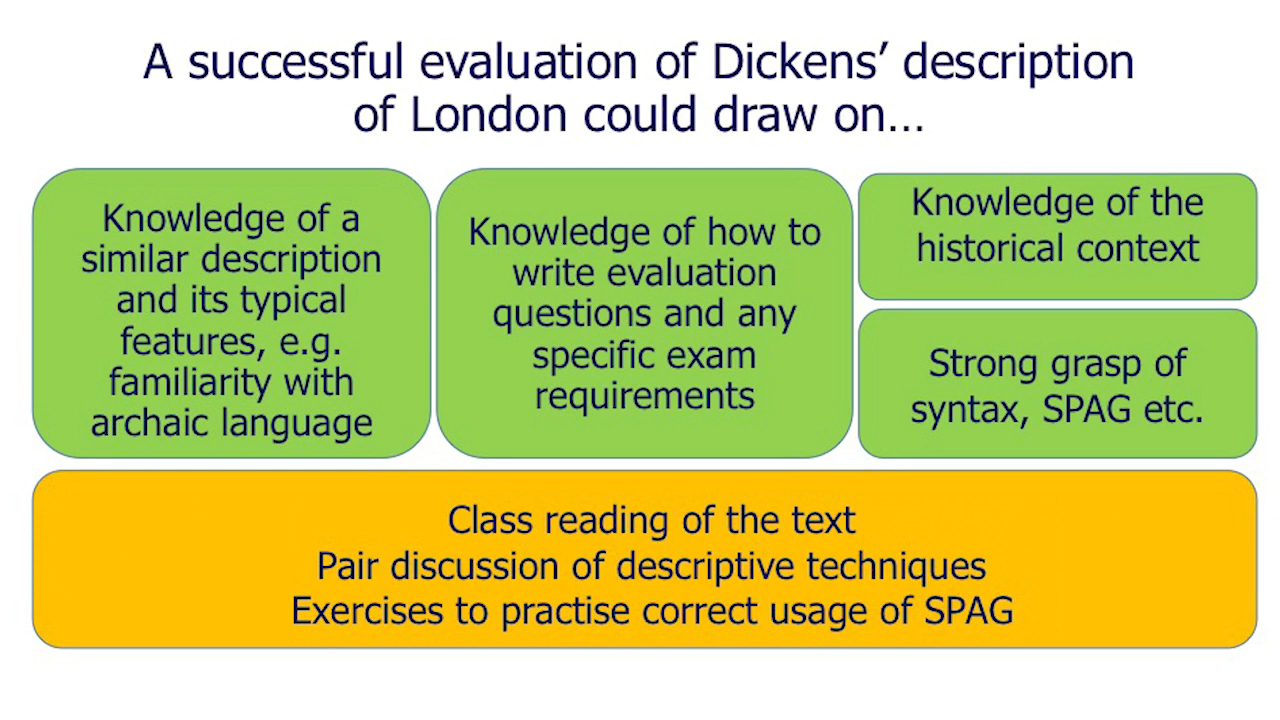 A successful evaluation of Dickens’ description
of London could draw on…
Knowledge of a
similar description
and its typical
features, e.g.
familiarity with
archaic language
Knowledge of how to
write evaluation
questions and any
specific exam
requirements
Knowledge of the
historical context
Strong grasp of
syntax, SPAG etc.
Class reading of the text
Pair discussion of descriptive techniques
Exercises to practise correct usage of SPAG